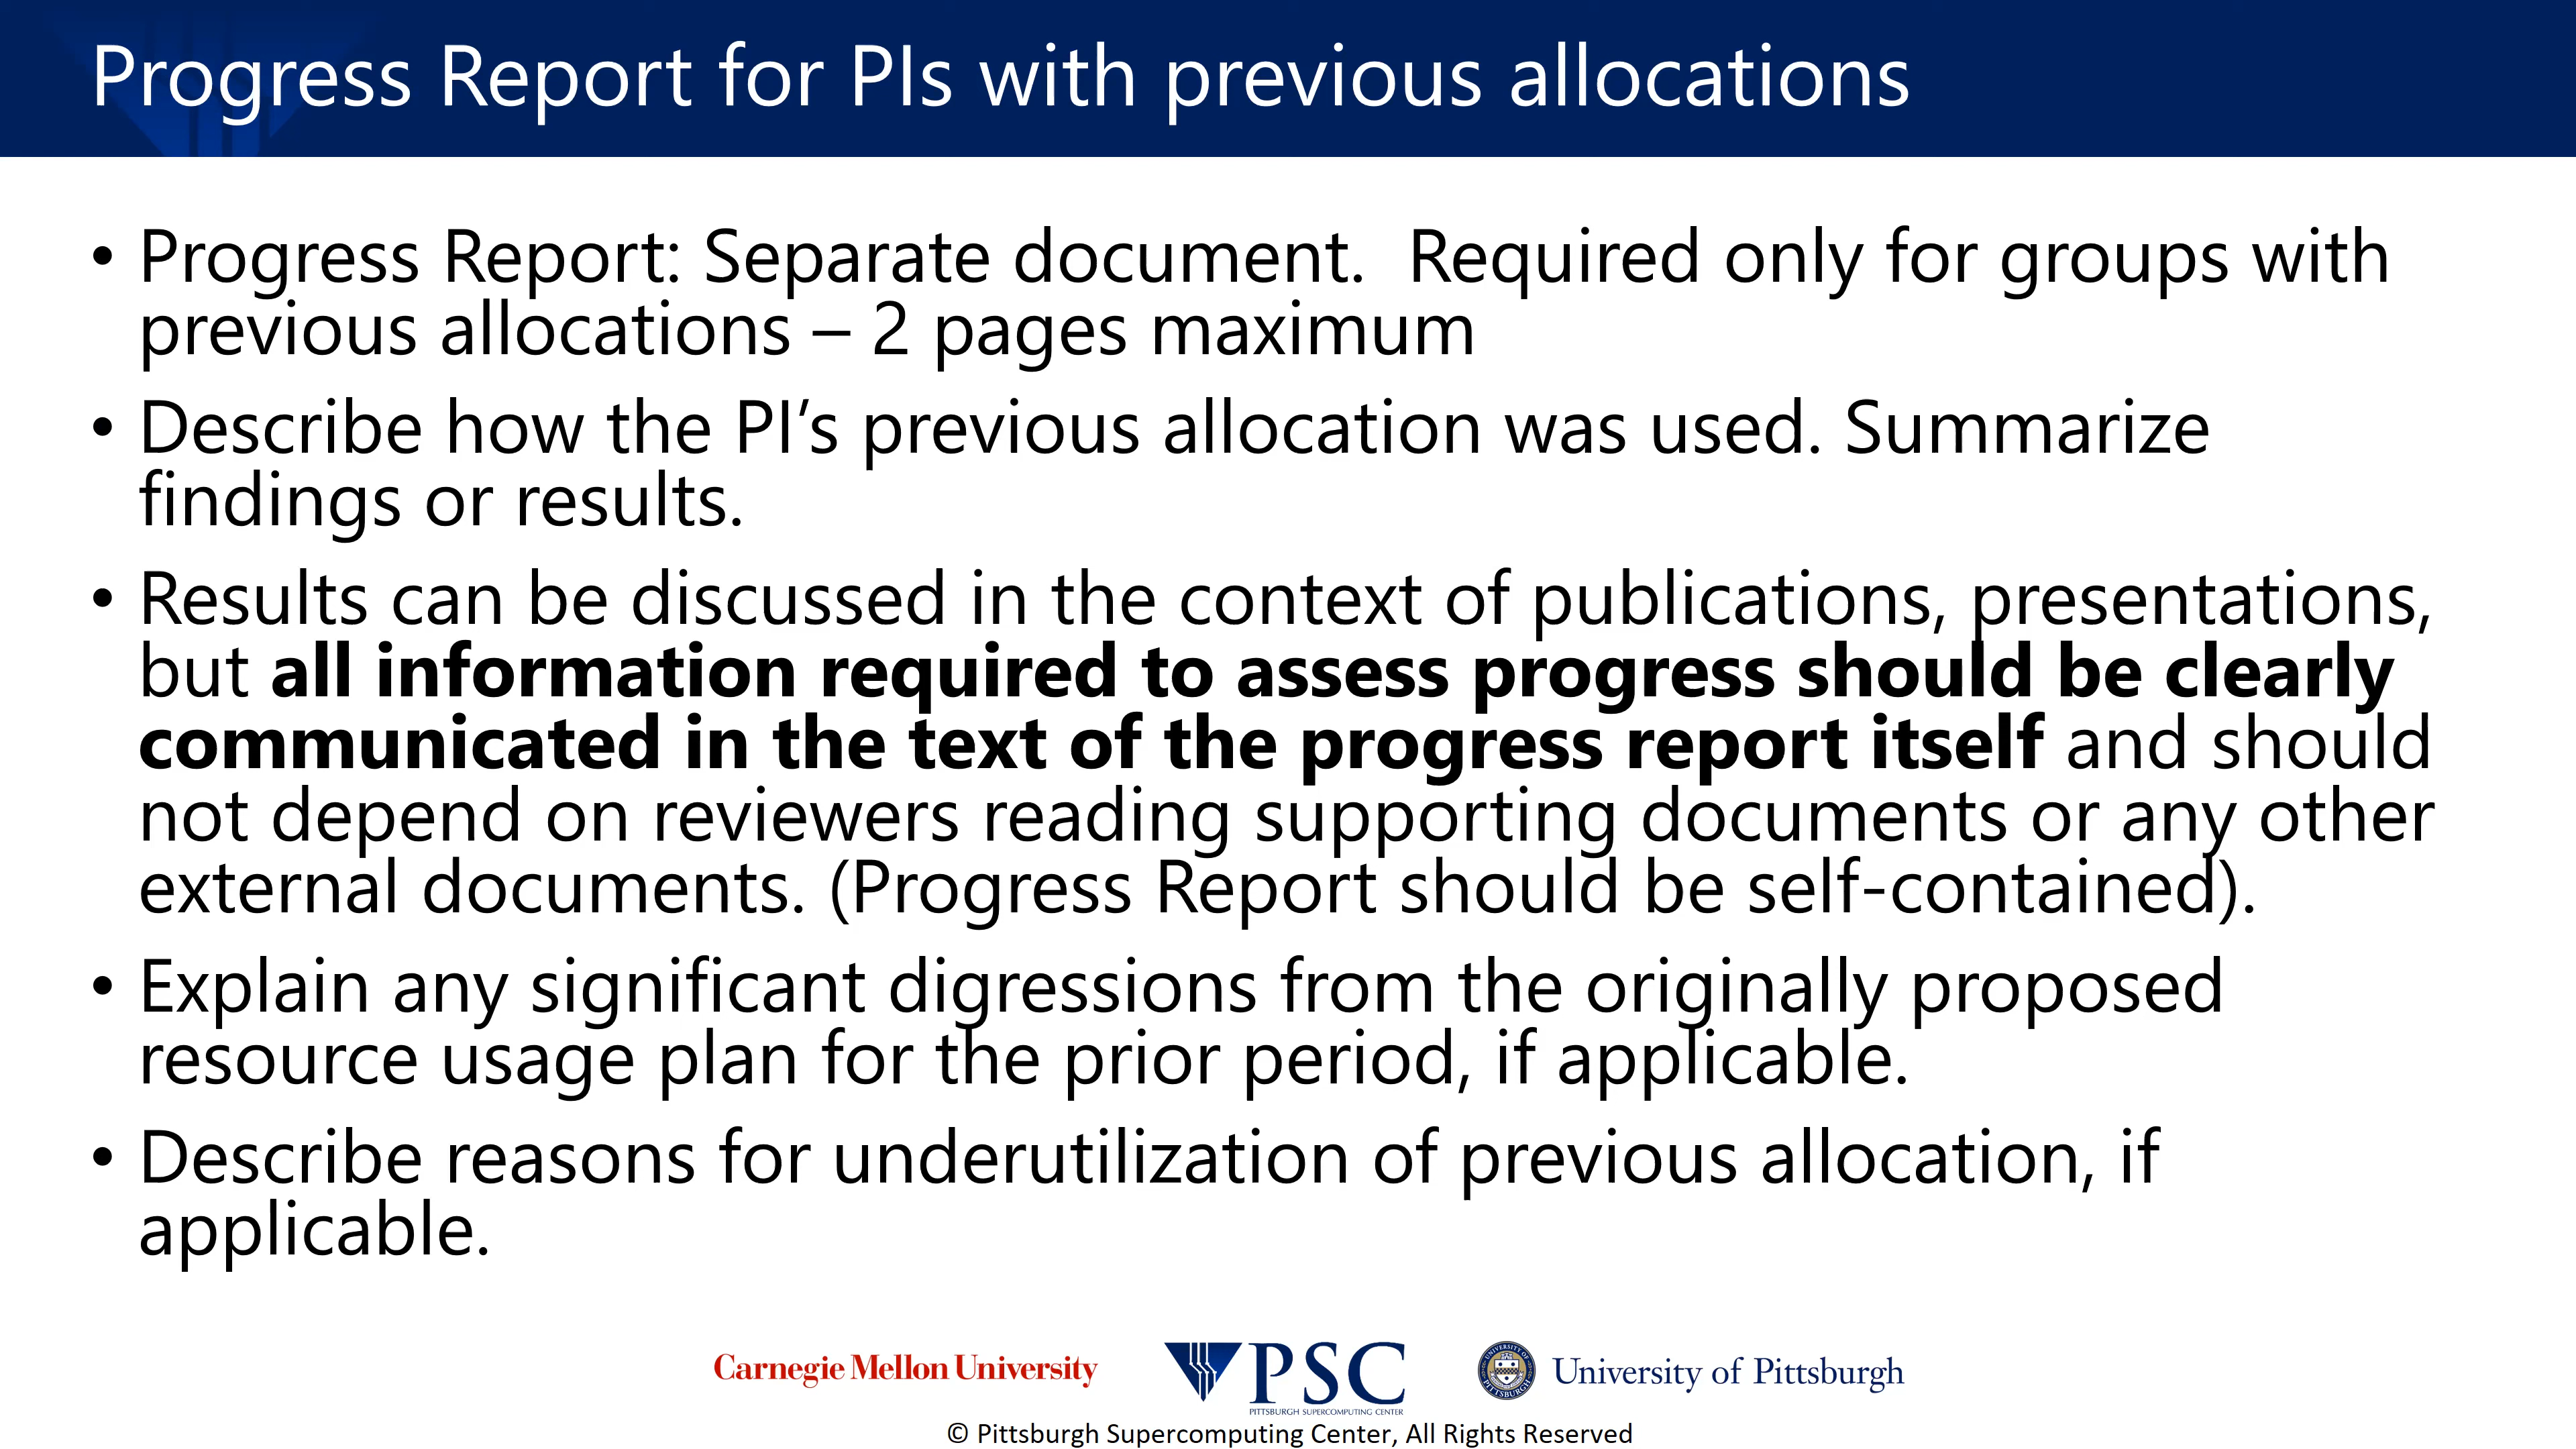 Progress Report for PIs with previous allocations
• Progress Report: Separate document.  Required only for groups with
previous allocations – 2 pages maximum
• Describe how the PI’s previous allocation was used. Summarize
findings or results.
• Results can be discussed in the context of publications, presentations,
but all information required to assess progress should be clearly
communicated in the text of the progress report itself and should
not depend on reviewers reading supporting documents or any other
external documents. (Progress Report should be self-contained).
• Explain any significant digressions from the originally proposed
resource usage plan for the prior period, if applicable.
• Describe reasons for underutilization of previous allocation, if
applicable.
Carnegie Mellon University
PSC
PITTSBURGH SUPERCOMPUTING CENTER
UNIVERSITY OF PITTSBURGH
University of Pittsburgh
© Pittsburgh Supercomputing Center, All Rights Reserved